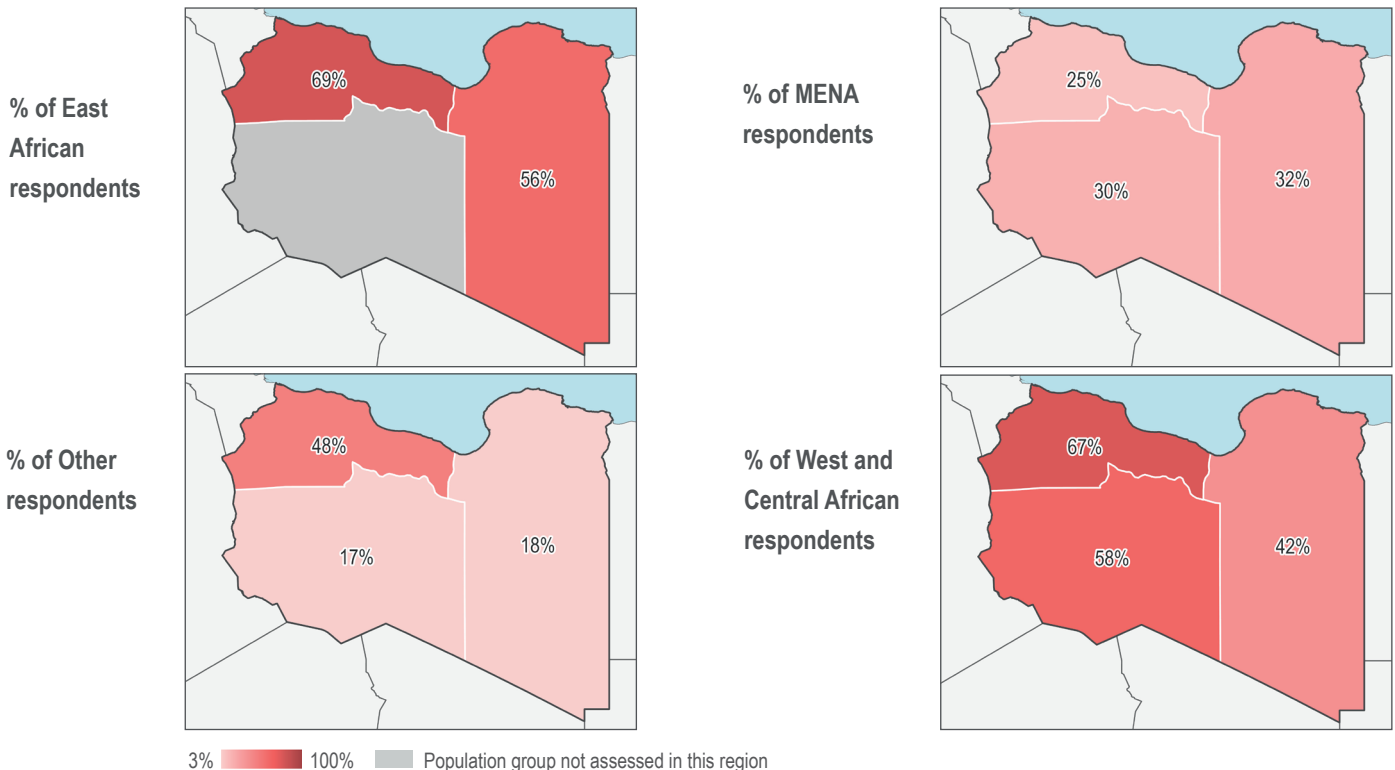 % of East
African
respondents
69%
56%
% of MENA
respondents
25%
30%
32%
% of Other
respondents
48%
17%
18%
% of West and
Central African
respondents
67%
58%
42%
3% 100% Population group not assessed in this region